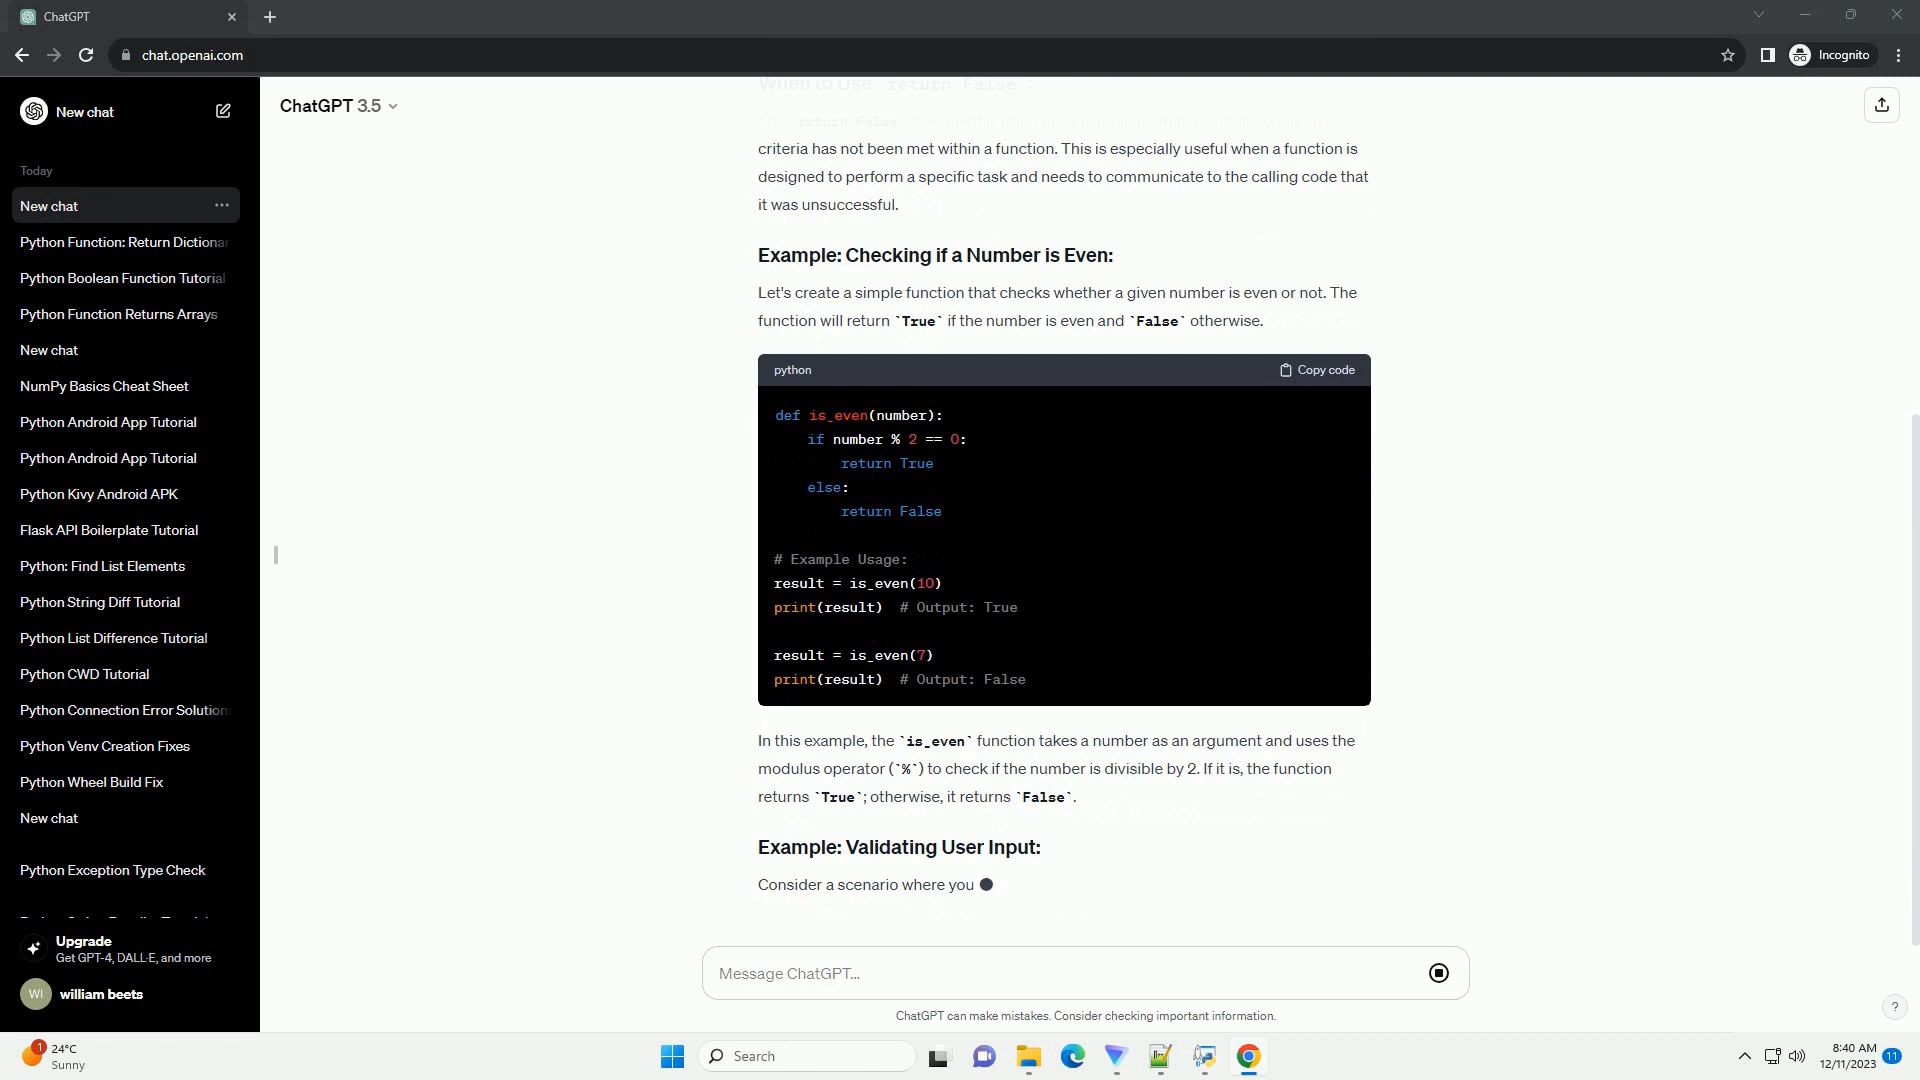 ChatGPT
chat.openai.com
Incognito
New chat
ChatGPT 3.5
Today
New chat
Python Function: Return Dictionar
Python Boolean Function Tutorial
Python Function Returns Arrays
New chat
NumPy Basics Cheat Sheet
Python Android App Tutorial
Python Android App Tutorial
Python Kivy Android APK
Flask API Boilerplate Tutorial
Python: Find List Elements
Python String Diff Tutorial
Python List Difference Tutorial
Python CWD Tutorial
Python Connection Error Solution
Python Venv Creation Fixes
Python Wheel Build Fix
New chat
Python Exception Type Check
Upgrade
Get GPT-4, DALL·E, and more
WI
william beets
When to Use return False
return False
criteria has not been met within a function. This is especially useful when a function is
designed to perform a specific task and needs to communicate to the calling code that
it was unsuccessful.
Example: Checking if a Number is Even:
Let's create a simple function that checks whether a given number is even or not. The
function will return `True` if the number is even and `False` otherwise.
python
Copy code
def is_even(number):
    if number % 2 == 0:
        return True
    else:
        return False
# Example Usage:
result = is_even(10)
print(result)  # Output: True
result = is_even(7)
print(result)  # Output: False
In this example, the `is_even` function takes a number as an argument and uses the
modulus operator (`%`) to check if the number is divisible by 2. If it is, the function
returns `True`; otherwise, it returns `False`.
Example: Validating User Input:
Consider a scenario where you
Message ChatGPT...
ChatGPT can make mistakes. Consider checking important information.
?
1
24°C
Sunny
Search
8:40 AM
12/11/2023
11